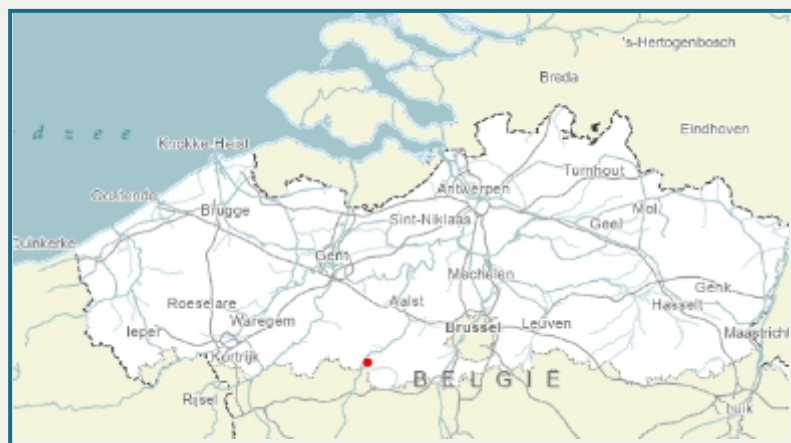 's-Hertogenbosch
Breda
Eindhoven
d z e e
Knokke-Heist
Turnhout
Oostende
Antwerpen
Mol
Brugge
Sint-Niklaas
Geel
Duinkerke
Gent
Mechelen
Genk
Roeselare
Aalst
Hasselt
Waregem
Brussel
Leuven
Ieper
Maastricht
Kortrijk
BELGIË
Rijsel
Luik